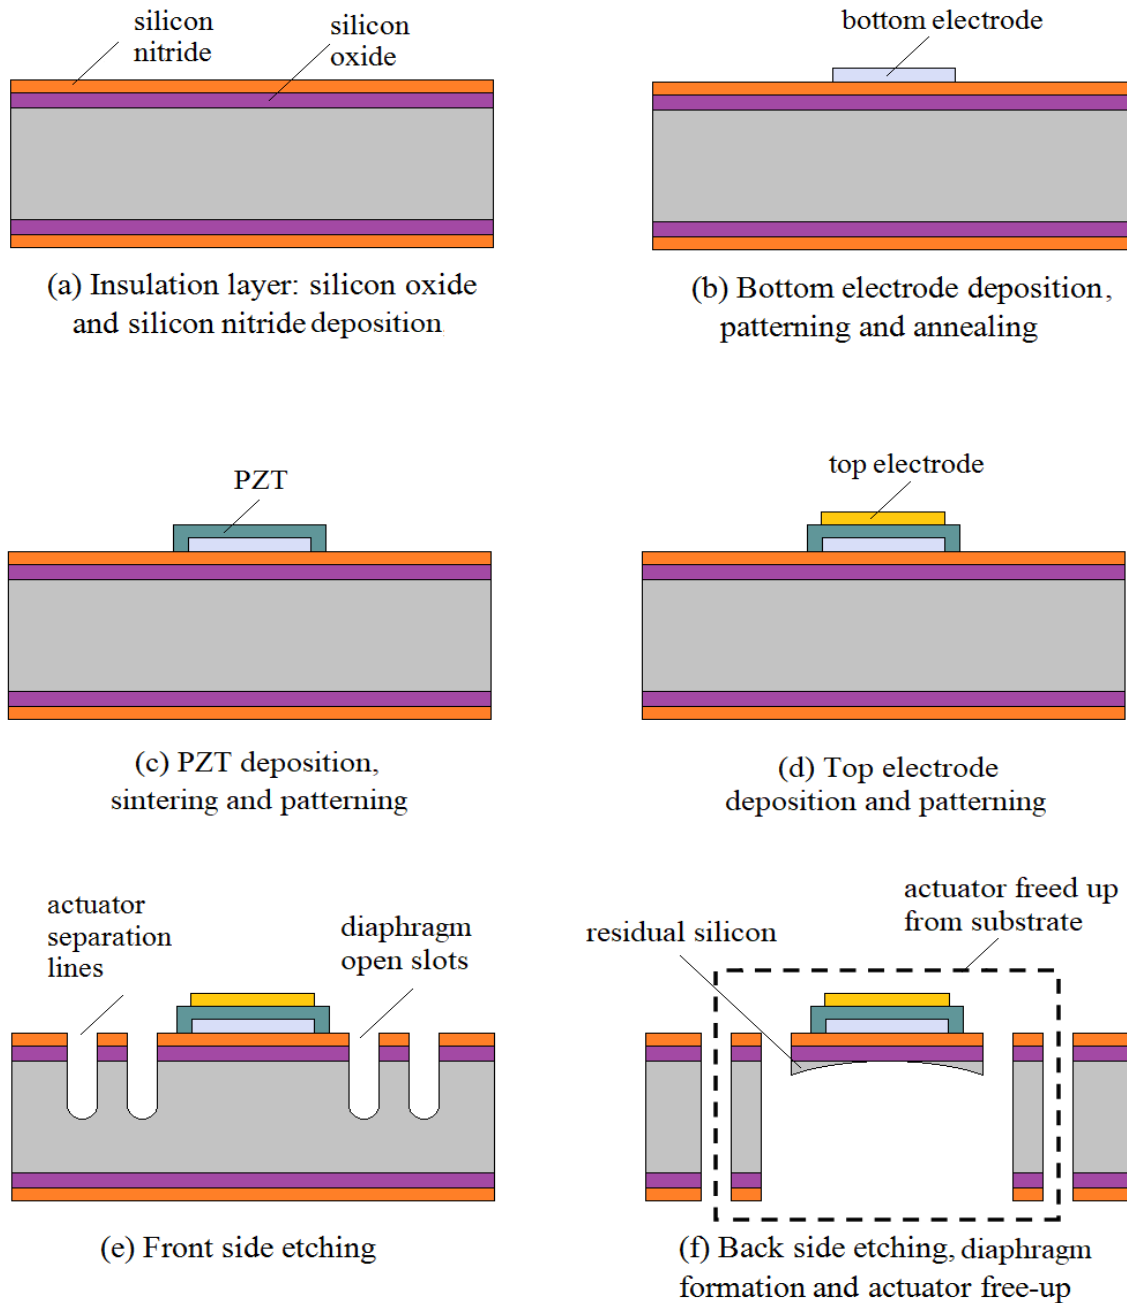 silicon
nitride
silicon
oxide
bottom electrode
(a) Insulation layer: silicon oxide
and silicon nitride deposition
(b) Bottom electrode deposition,
patterning and annealing
PZT
top electrode
(c) PZT deposition,
sintering and patterning
(d) Top electrode
deposition and patterning
actuator
separation
lines
diaphragm
open slots
residual silicon
actuator freed up
from substrate
(e) Front side etching
(f) Back side etching, diaphragm
formation and actuator free-up